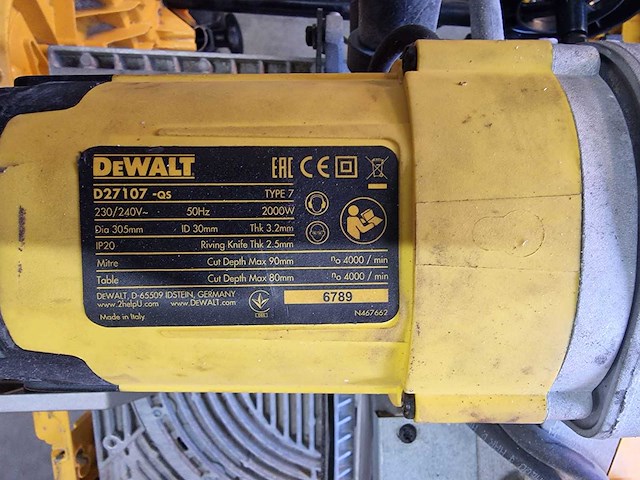 DEWALT
EAC CE
D27107 -QS TYPE 7
230/240V~ 50Hz 2000W
Dia 305mm ID 30mm Thk 3.2mm
IP20 Riving Knife Thk 2.5mm
Mitre Cut Depth Max 90mm no 4000 / min
Table Cut Depth Max 80mm no 4000 / min
DEWALT, D-65509 IDSTEIN, GERMANY
www.2helpU.com www.DEWALT.com
6789
Made in Italy
N467662